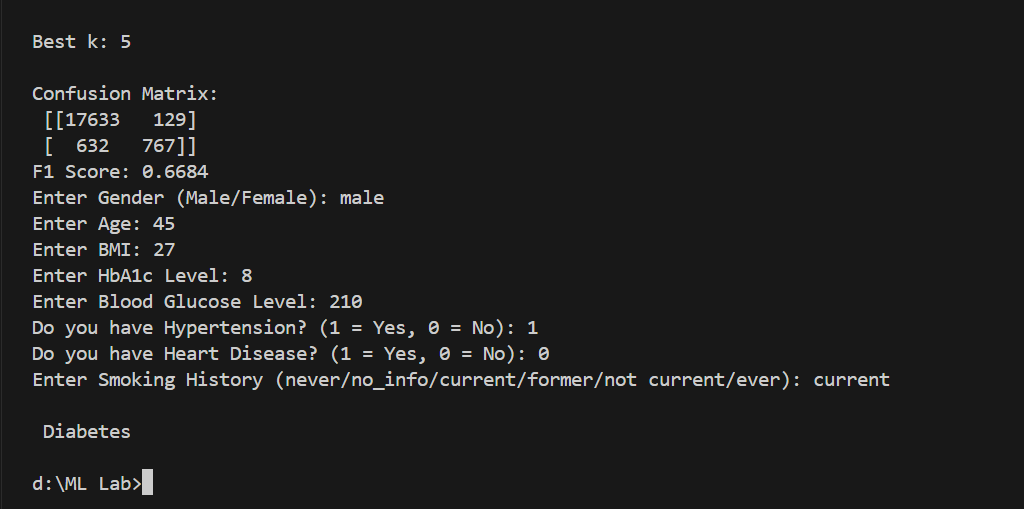 Best k: 5
Confusion Matrix:
[[17633   129]
[  632   767]]
F1 Score: 0.6684
Enter Gender (Male/Female): male
Enter Age: 45
Enter BMI: 27
Enter HbA1c Level: 8
Enter Blood Glucose Level: 210
Do you have Hypertension? (1 = Yes, 0 = No): 1
Do you have Heart Disease? (1 = Yes, 0 = No): 0
Enter Smoking History (never/no_info/current/former/not current/ever): current
Diabetes
d:\ML Lab>